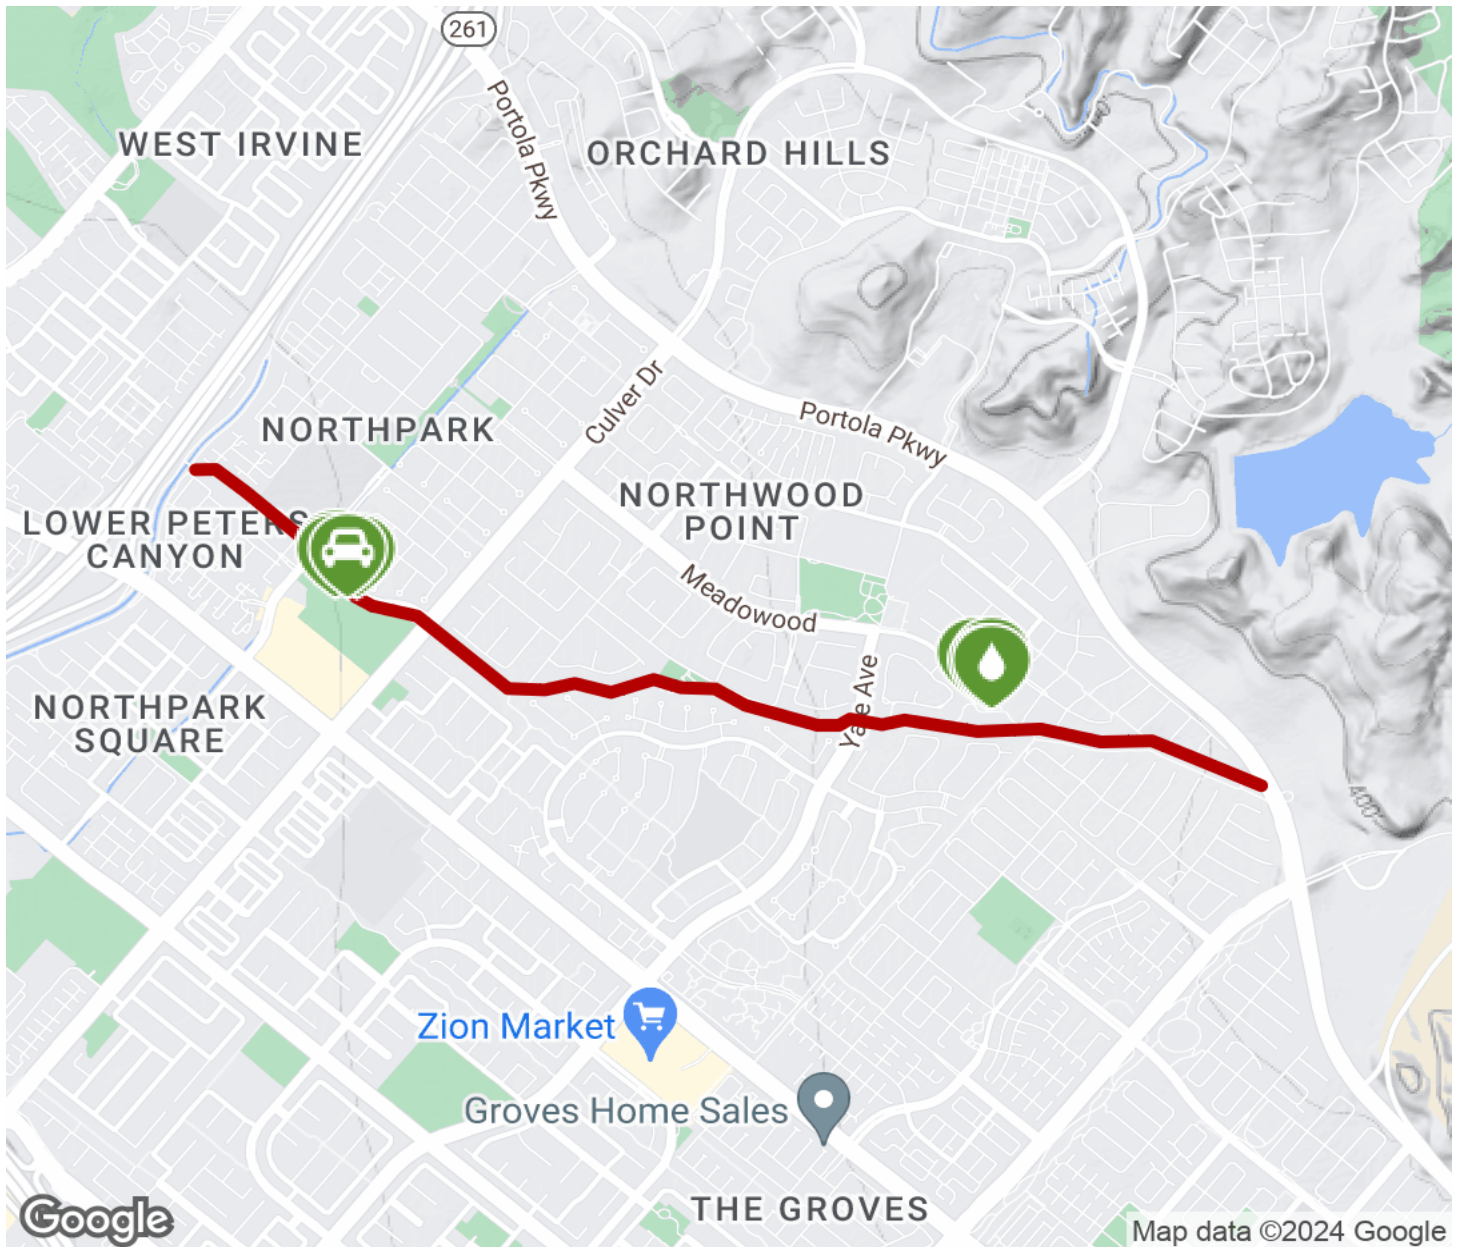 261
Portola Pkwy
WEST IRVINE
ORCHARD HILLS
Culver Dr
NORTHPARK
Portola Pkwy
NORTHWOOD
POINT
LOWER PETERS
CANYON
Meadowood
Yale Ave
NORTHPARK
SQUARE
400'
Zion Market
Groves Home Sales
THE GROVES
Google
Map data ©2024 Google